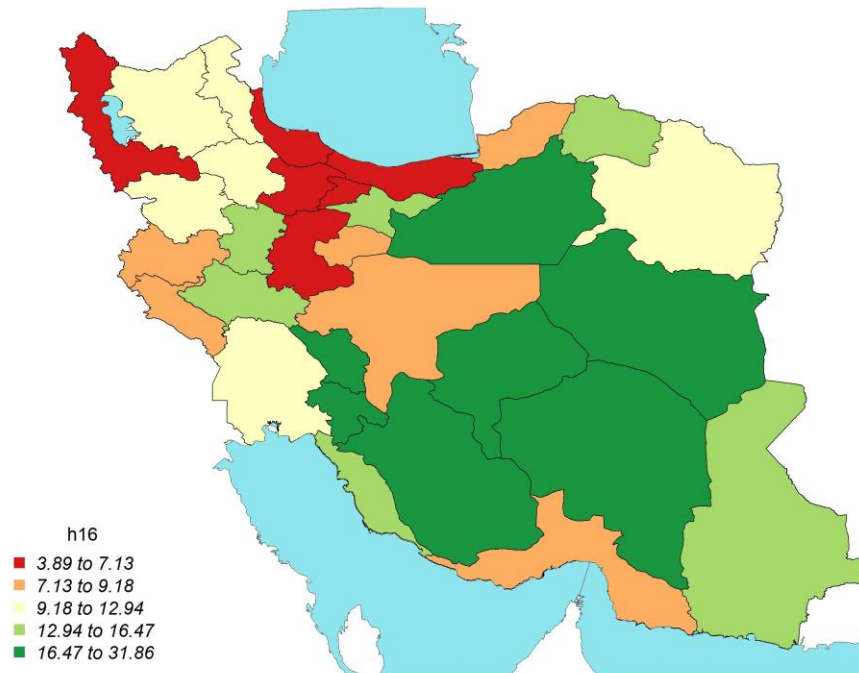 h16
3.89 to 7.13
7.13 to 9.18
9.18 to 12.94
12.94 to 16.47
16.47 to 31.86